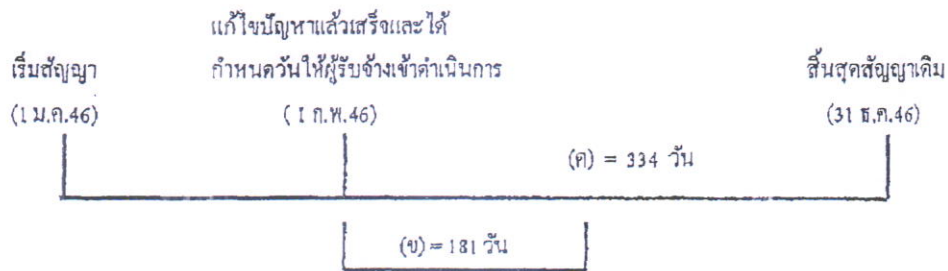 แก้ไขปัญหาแล้วเสร็จและได้
เริ่มสัญญา กำหนดวันให้ผู้รับจ้างเข้าดำเนินการ สิ้นสุดสัญญาเดิม
(1 ม.ค.46) (1 ก.พ.46) (31 ธ.ค.46)
(ค) = 334 วัน
(ข) = 181 วัน